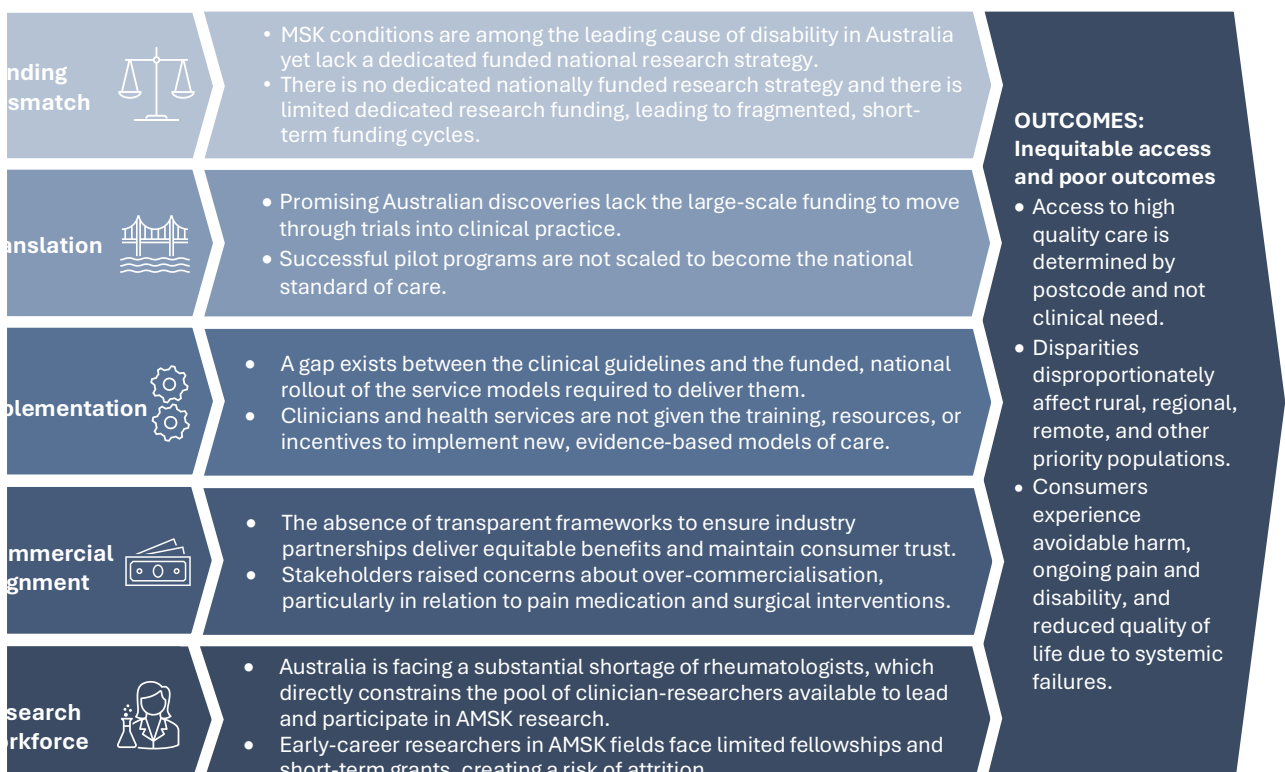 nding
smatch
• MSK conditions are among the leading cause of disability in Australia
yet lack a dedicated funded national research strategy.
• There is no dedicated nationally funded research strategy and there is
limited dedicated research funding, leading to fragmented, short-
term funding cycles.
anslation
• Promising Australian discoveries lack the large-scale funding to move
through trials into clinical practice.
• Successful pilot programs are not scaled to become the national
standard of care.
plementation
• A gap exists between the clinical guidelines and the funded, national
rollout of the service models required to deliver them.
• Clinicians and health services are not given the training, resources, or
incentives to implement new, evidence-based models of care.
mmercial
gnment
• The absence of transparent frameworks to ensure industry
partnerships deliver equitable benefits and maintain consumer trust.
• Stakeholders raised concerns about over-commercialisation,
particularly in relation to pain medication and surgical interventions.
search
rkforce
• Australia is facing a substantial shortage of rheumatologists, which
directly constrains the pool of clinician-researchers available to lead
and participate in AMSK research.
• Early-career researchers in AMSK fields face limited fellowships and
short-term grants, creating a risk of attrition.
OUTCOMES:
Inequitable access
and poor outcomes
• Access to high
quality care is
determined by
postcode and not
clinical need.
• Disparities
disproportionately
affect rural, regional,
remote, and other
priority populations.
• Consumers
experience
avoidable harm,
ongoing pain and
disability, and
reduced quality of
life due to systemic
failures.